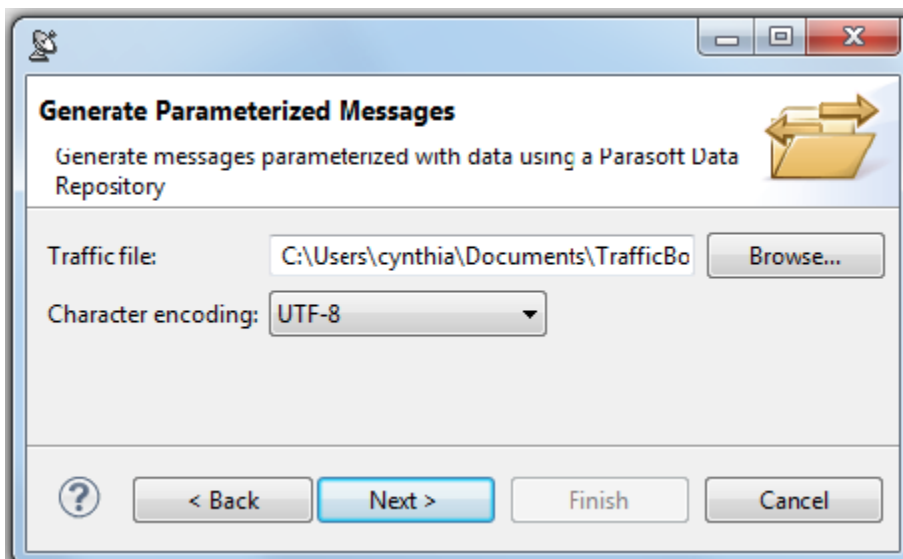 Generate Parameterized Messages
Generate messages parameterized with data using a Parasoft Data
Repository
Traffic file: C:\Users\cynthia\Documents\TrafficBo Browse...
Character encoding: UTF-8
? < Back Next > Finish Cancel